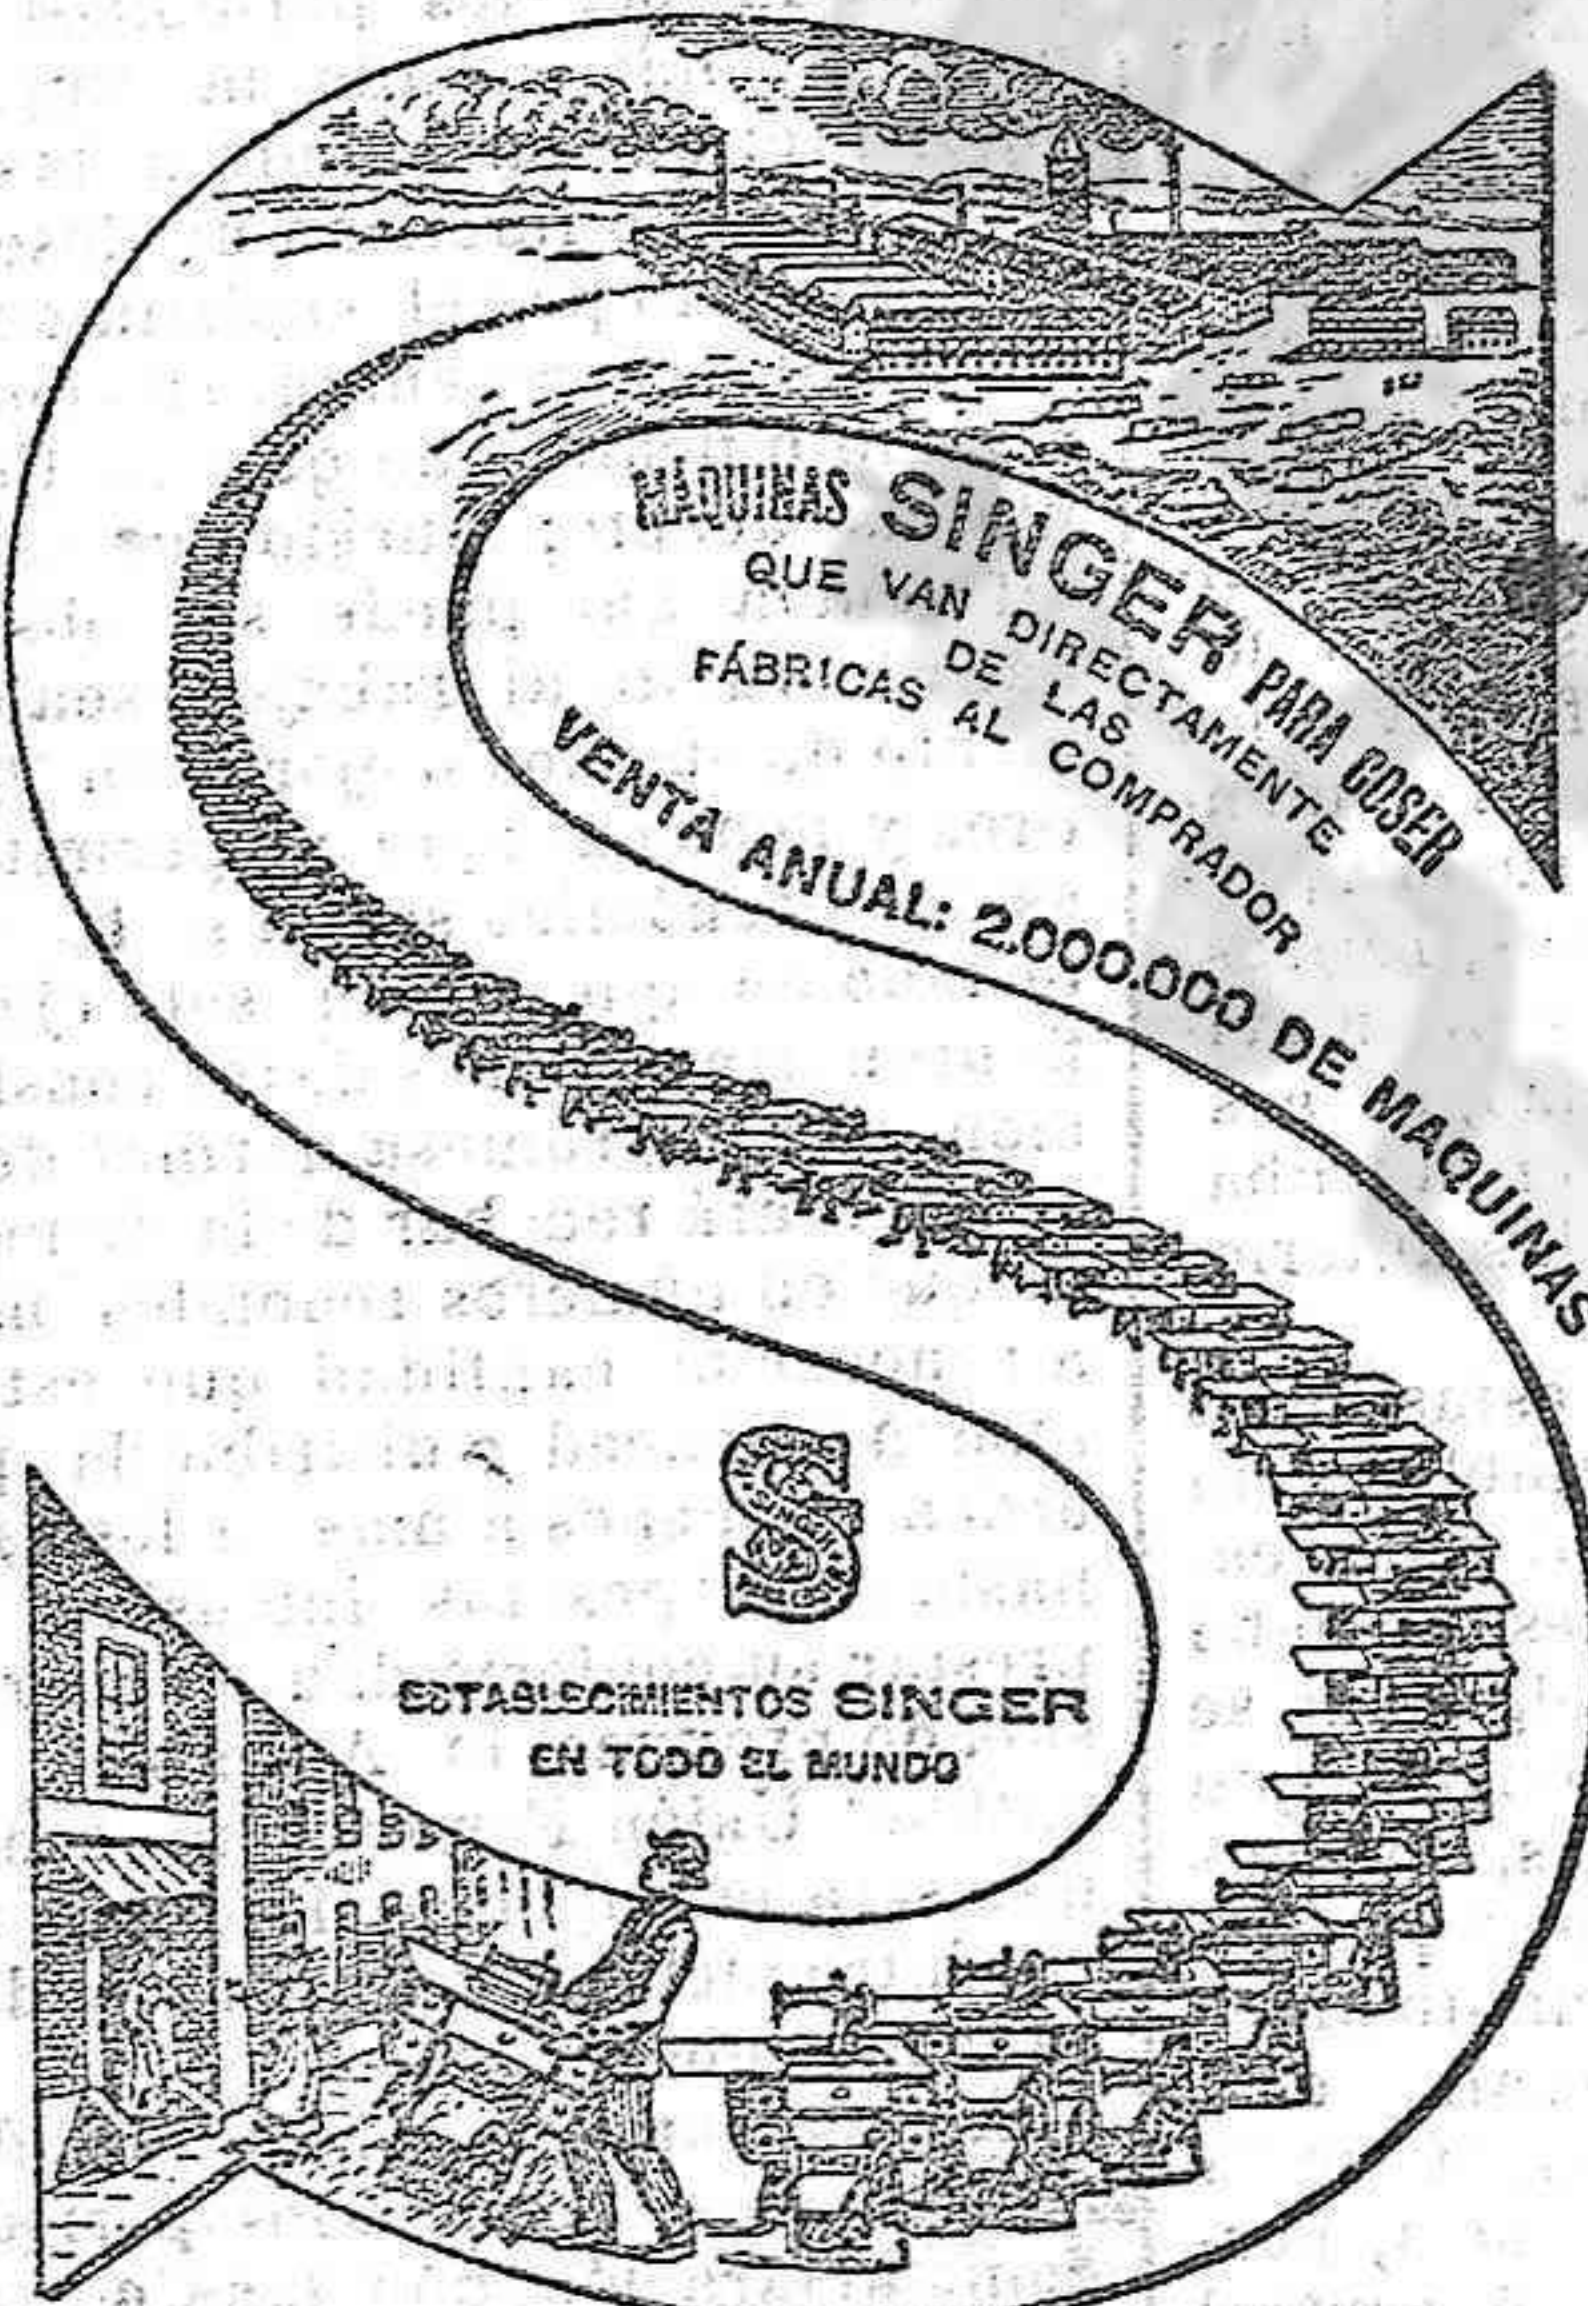 MÁQUINAS SINGER PARA COSER
QUE VAN DIRECTAMENTE
DE LAS
FÁBRICAS AL COMPRADOR
VENTA ANUAL: 2.000.000 DE MAQUINAS
S
SINGER
ESTABLECIMIENTOS SINGER
EN TODO EL MUNDO